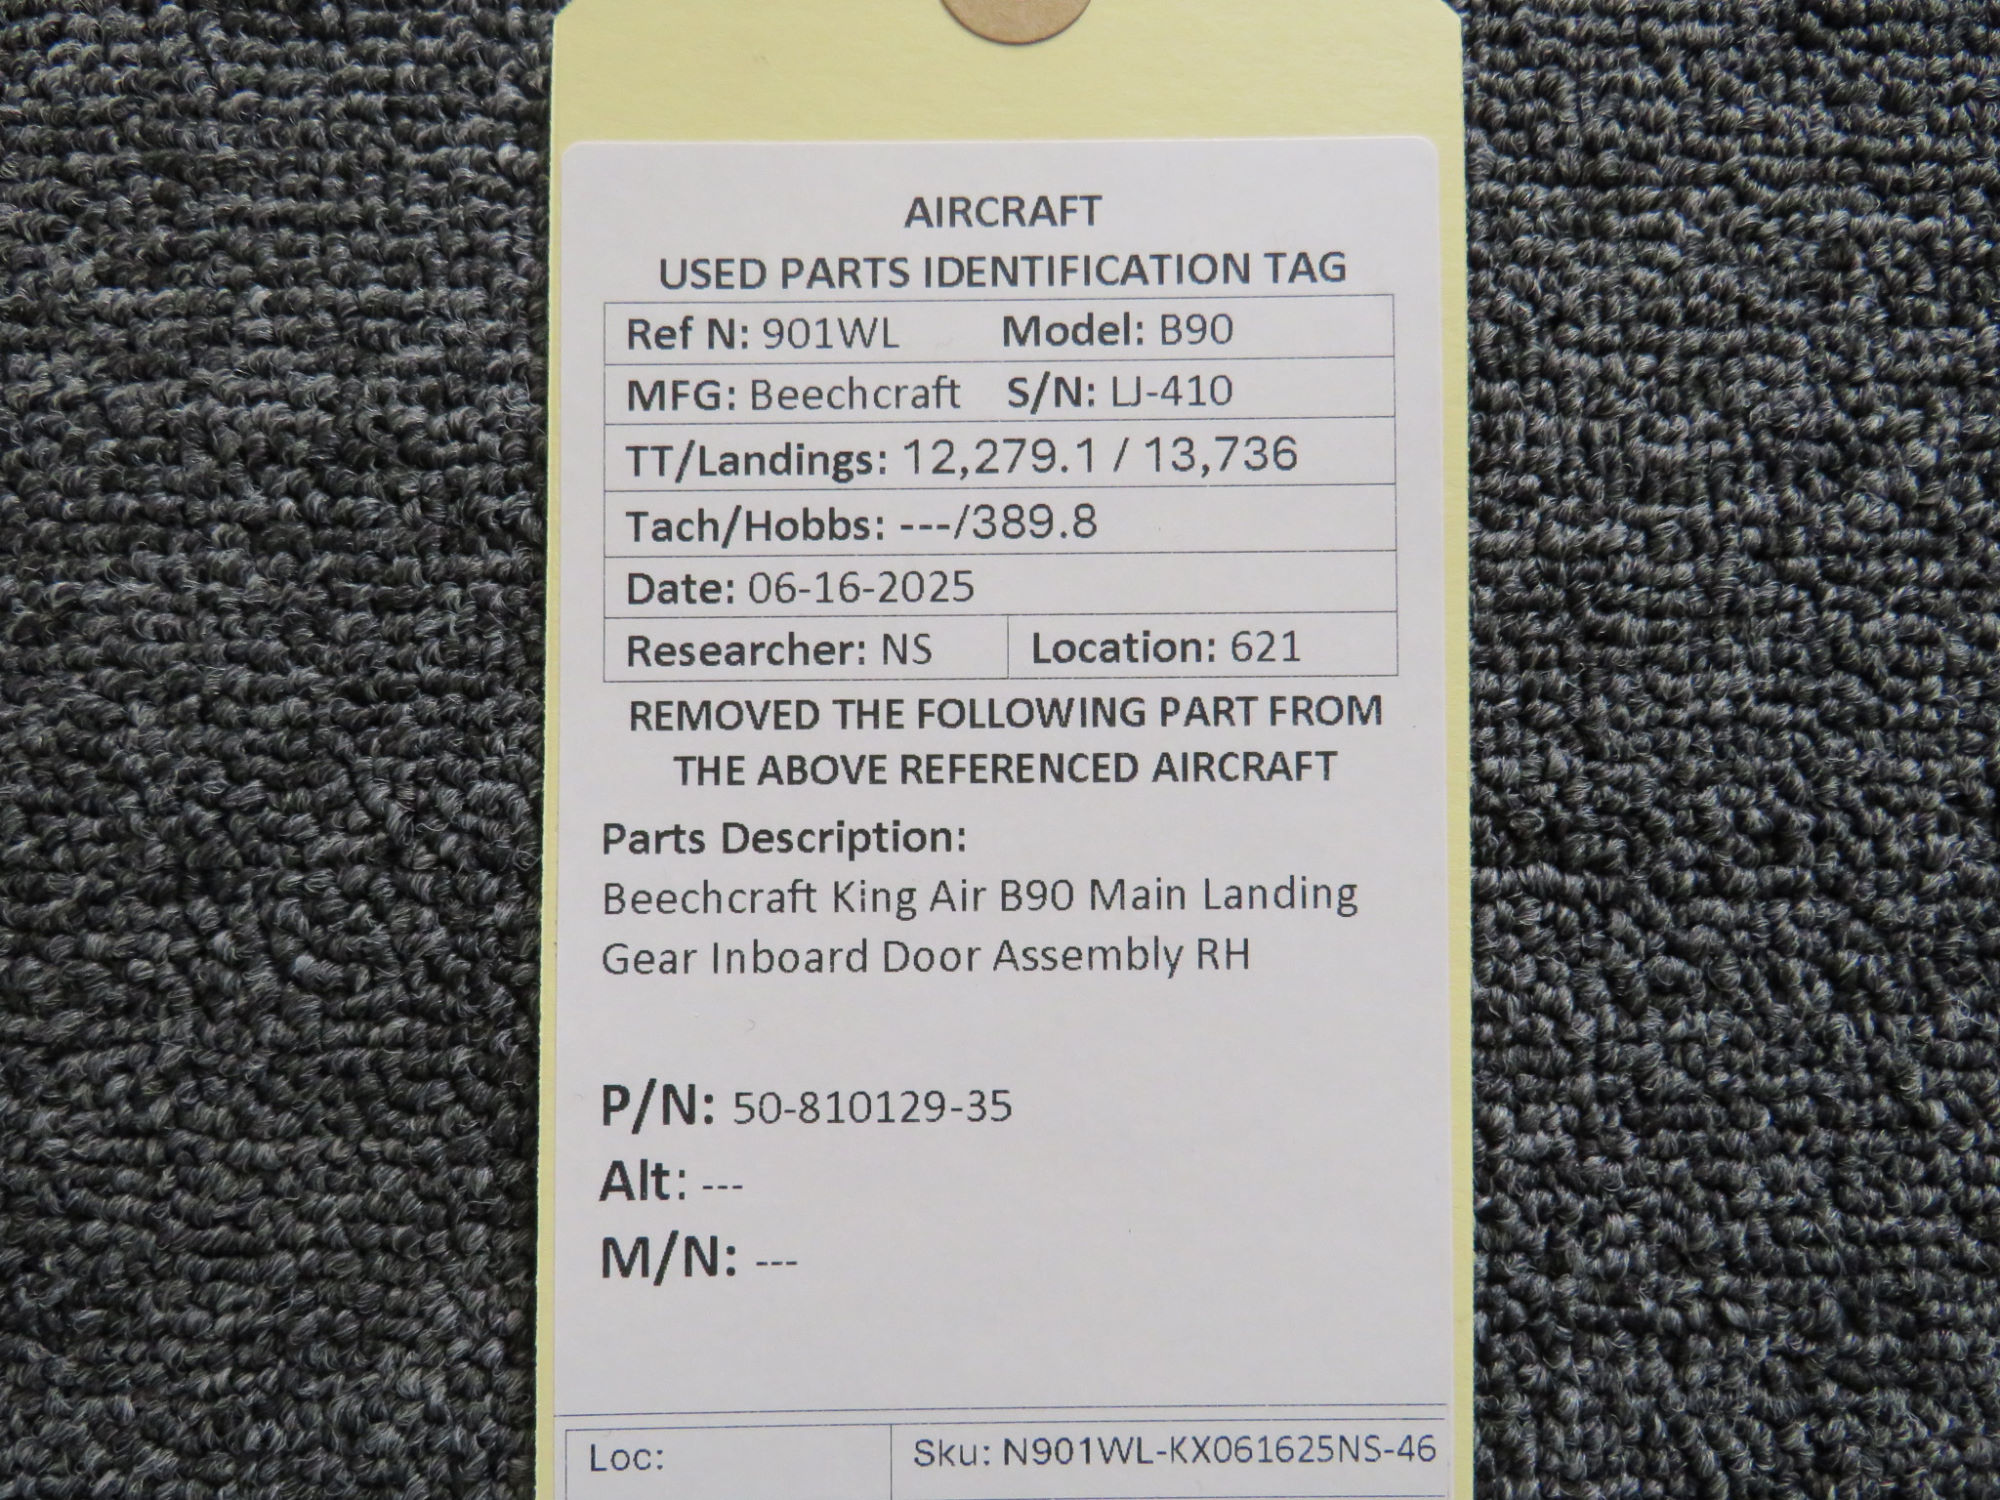 AIRCRAFT
USED PARTS IDENTIFICATION TAG
Ref N: 901WL Model: B90
MFG: Beechcraft S/N: LJ-410
TT/Landings: 12,279.1 / 13,736
Tach/Hobbs: ---/389.8
Date: 06-16-2025
Researcher: NS Location: 621
REMOVED THE FOLLOWING PART FROM
THE ABOVE REFERENCED AIRCRAFT
Parts Description:
Beechcraft King Air B90 Main Landing
Gear Inboard Door Assembly RH
P/N: 50-810129-35
Alt: ---
M/N: ---
Loc: Sku: N901WL-KX061625NS-46